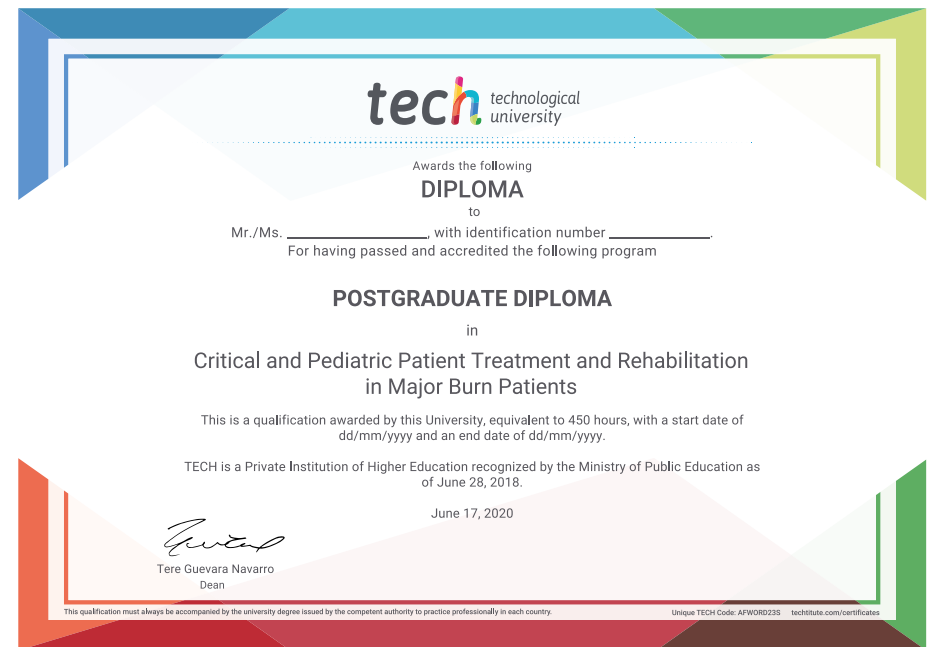 tech technological
university
Awards the following
DIPLOMA
to
Mr./Ms. ____________, with identification number ____________.
For having passed and accredited the following program
POSTGRADUATE DIPLOMA
in
Critical and Pediatric Patient Treatment and Rehabilitation
in Major Burn Patients
This is a qualification awarded by this University, equivalent to 450 hours, with a start date of
dd/mm/yyyy and an end date of dd/mm/yyyy.
TECH is a Private Institution of Higher Education recognized by the Ministry of Public Education as
of June 28, 2018.
June 17, 2020
Tere Guevara Navarro
Dean
This qualification must always be accompanied by the university degree issued by the competent authority to practice professionally in each country.
Unique TECH Code: AFWORD23S techtitute.com/certificates